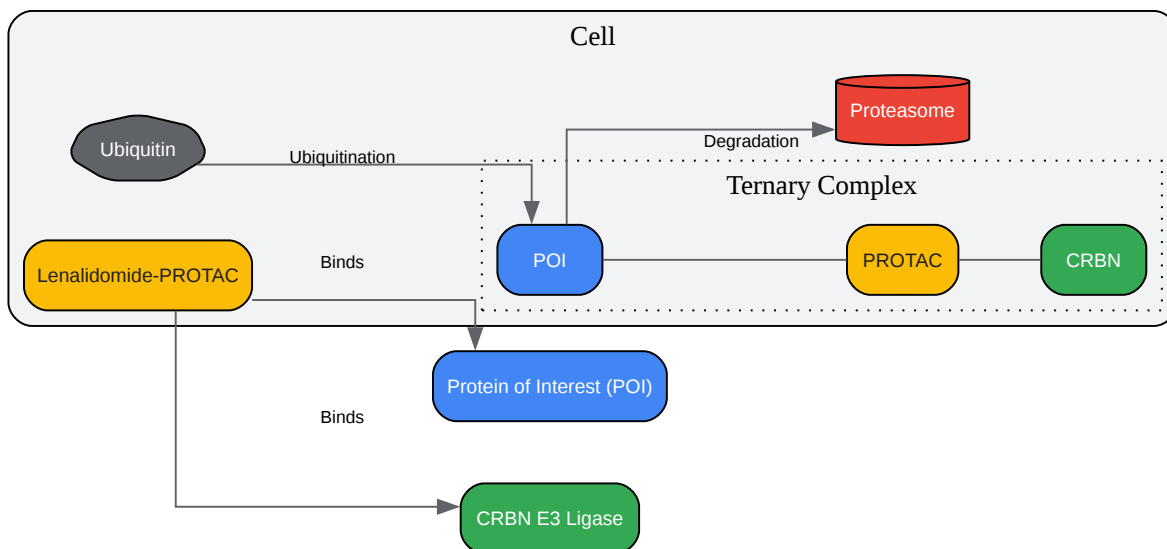 Cell
Proteasome
Degradation
Ubiquitin
Ubiquitination
Ternary Complex
Lenalidomide-PROTAC
Binds
POI
PROTAC
CRBN
Protein of Interest (POI)
Binds
CRBN E3 Ligase